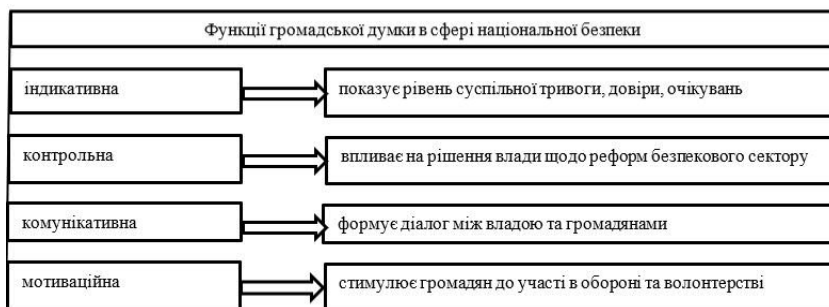 Функції громадської думки в сфері національної безпеки
індикативна
показує рівень суспільної тривоги, довіри, очікувань
контрольна
впливає на рішення влади щодо реформ безпекового сектору
комунікативна
формує діалог між владою та громадянами
мотиваційна
стимулює громадян до участі в обороні та волонтерстві